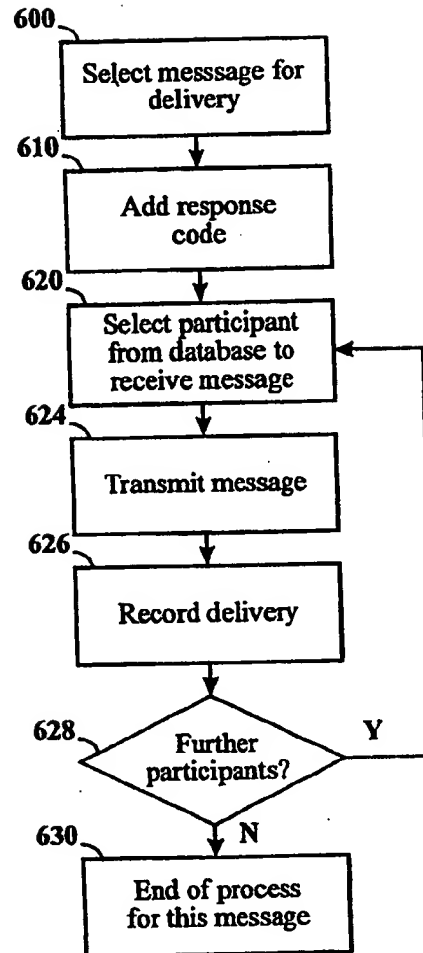 600
Select messsage for
delivery
610
Add response
code
620
Select participant
from database to
receive message
624
Transmit message
626
Record delivery
628
Further
participants?
Y
N
630
End of process
for this message